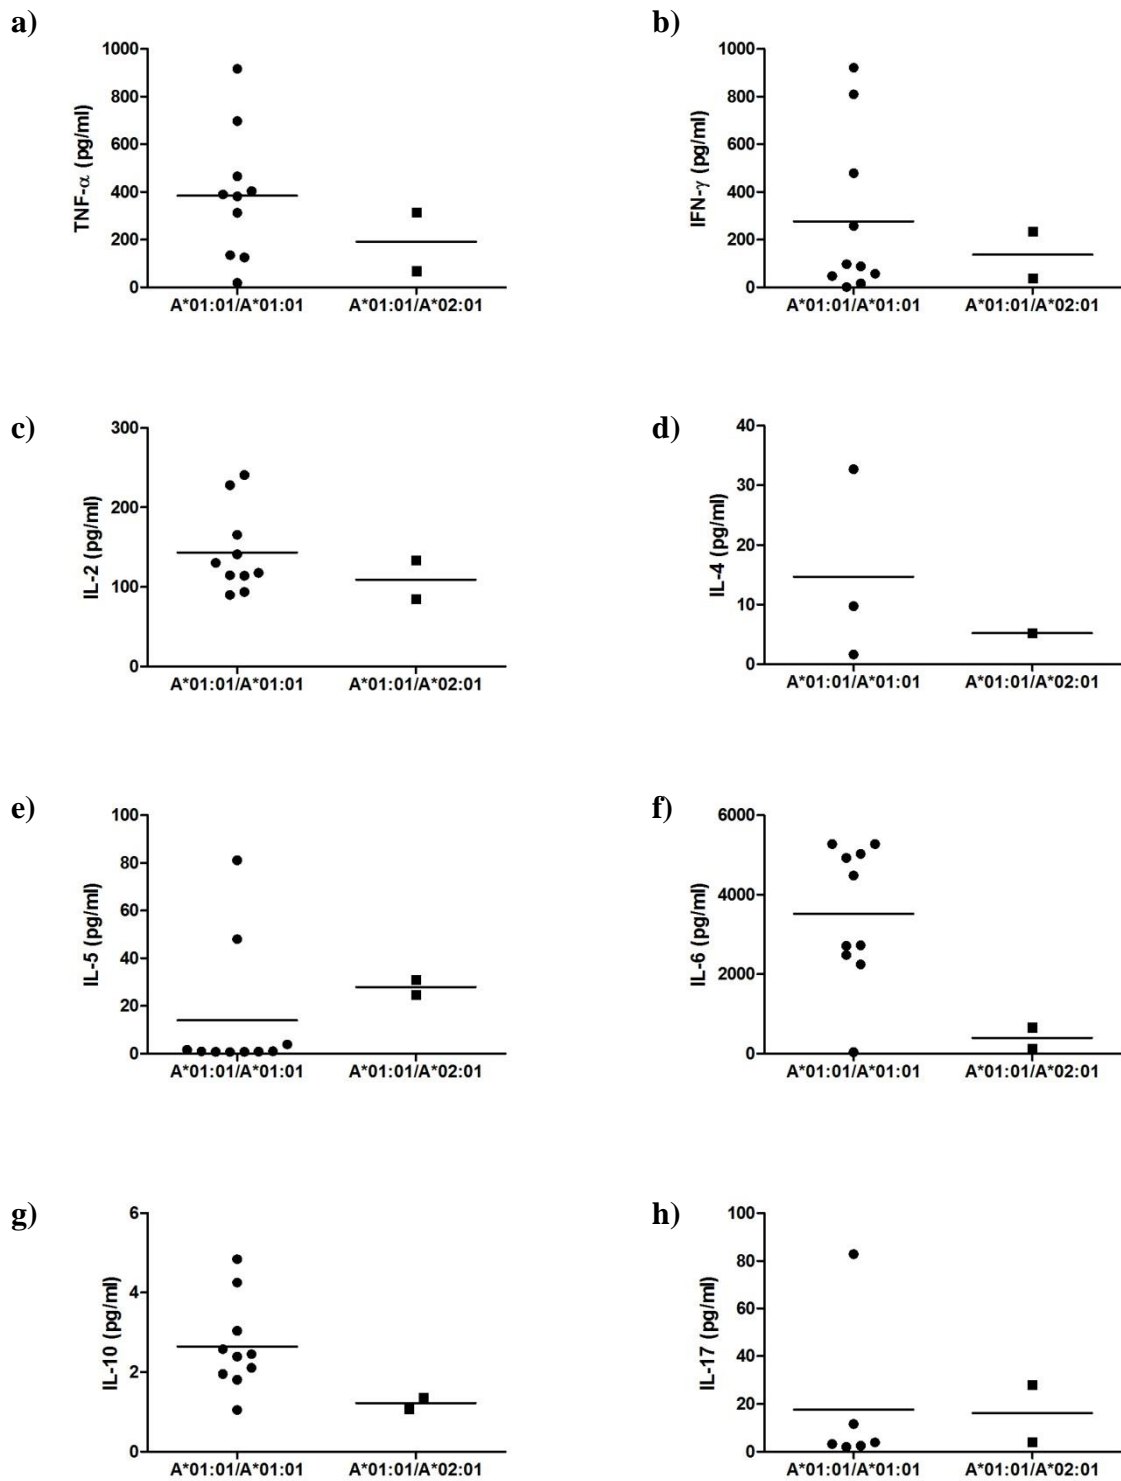 a)
TNF-α (pg/ml)
1000
800
600
400
200
0
A*01:01/A*01:01 A*01:01/A*02:01
b)
IFN-γ (pg/ml)
1000
800
600
400
200
0
A*01:01/A*01:01 A*01:01/A*02:01
c)
IL-2 (pg/ml)
300
200
100
0
A*01:01/A*01:01 A*01:01/A*02:01
d)
IL-4 (pg/ml)
40
30
20
10
0
A*01:01/A*01:01 A*01:01/A*02:01
e)
IL-5 (pg/ml)
100
80
60
40
20
0
A*01:01/A*01:01 A*01:01/A*02:01
f)
IL-6 (pg/ml)
6000
4000
2000
0
A*01:01/A*01:01 A*01:01/A*02:01
g)
IL-10 (pg/ml)
6
4
2
0
A*01:01/A*01:01 A*01:01/A*02:01
h)
IL-17 (pg/ml)
100
80
60
40
20
0
A*01:01/A*01:01 A*01:01/A*02:01